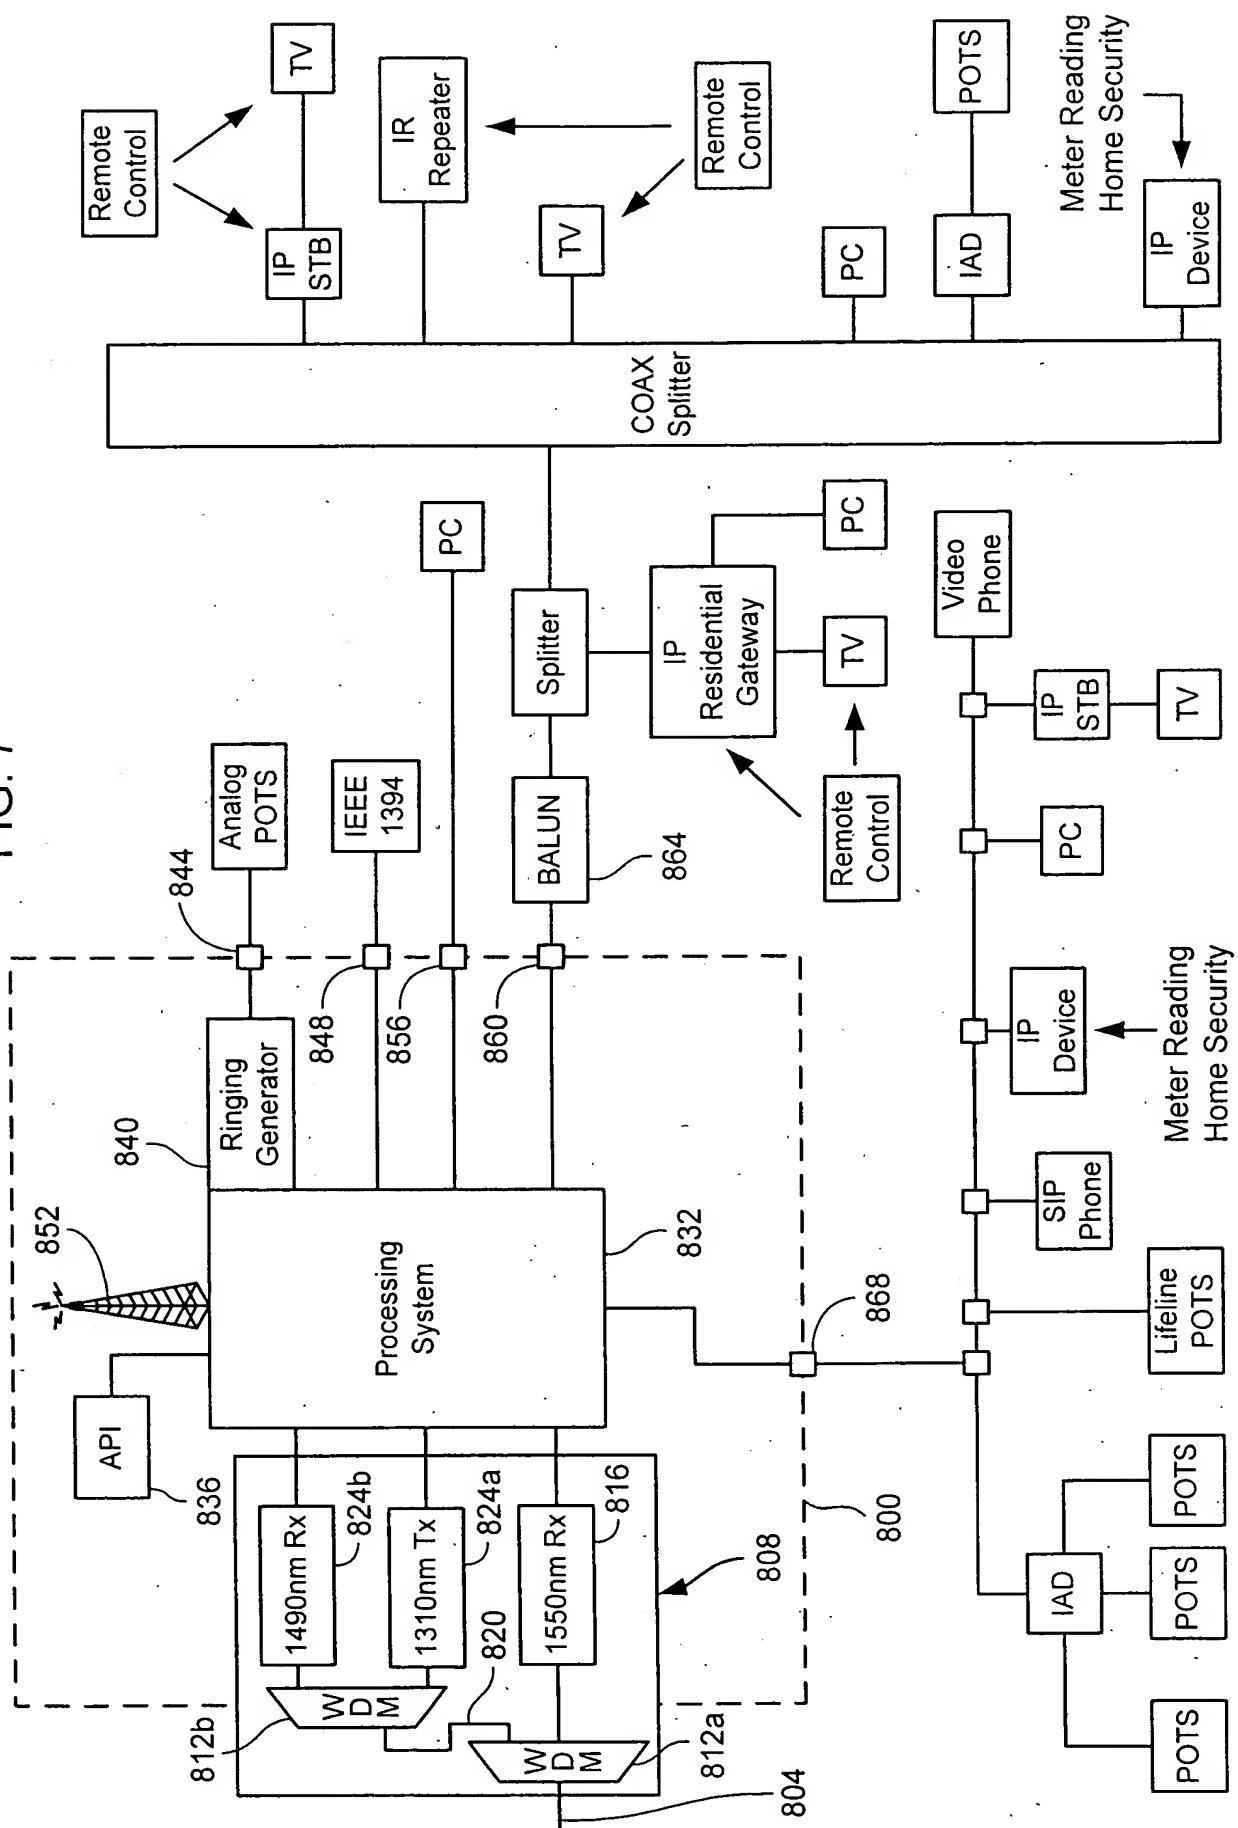 FIG. 7
Remote
Control
TV
IP
STB
IR
Repeater
Remote
Control
TV
PC
POTS
IAD
Meter Reading
Home Security
IP
Device
COAX
Splitter
852
840
844
Analog
POTS
Ringing
Generator
IEEE
1394
848
PC
856
860
BALUN
864
Splitter
IP
Residential
Gateway
PC
TV
Remote
Control
API
836
Processing
System
832
1490nm Rx
824b
1310nm Tx
824a
1550nm Rx
816
W
D
M
812b
820
W
D
M
812a
804
808
800
868
Video
Phone
IP
STB
TV
PC
IP
Device
Meter Reading
Home Security
SIP
Phone
Lifeline
POTS
IAD
POTS
POTS
POTS